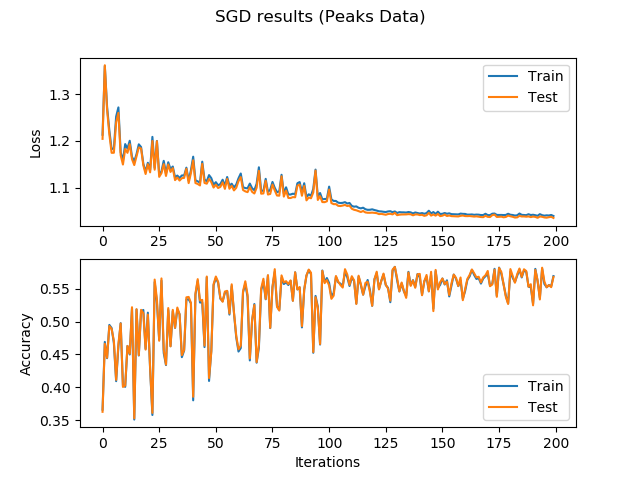 SGD results (Peaks Data)
1.3
1.2
1.1
Loss
Train
Test
0 25 50 75 100 125 150 175 200
0.55
0.50
0.45
0.40
0.35
Accuracy
Train
Test
0 25 50 75 100 125 150 175 200
Iterations